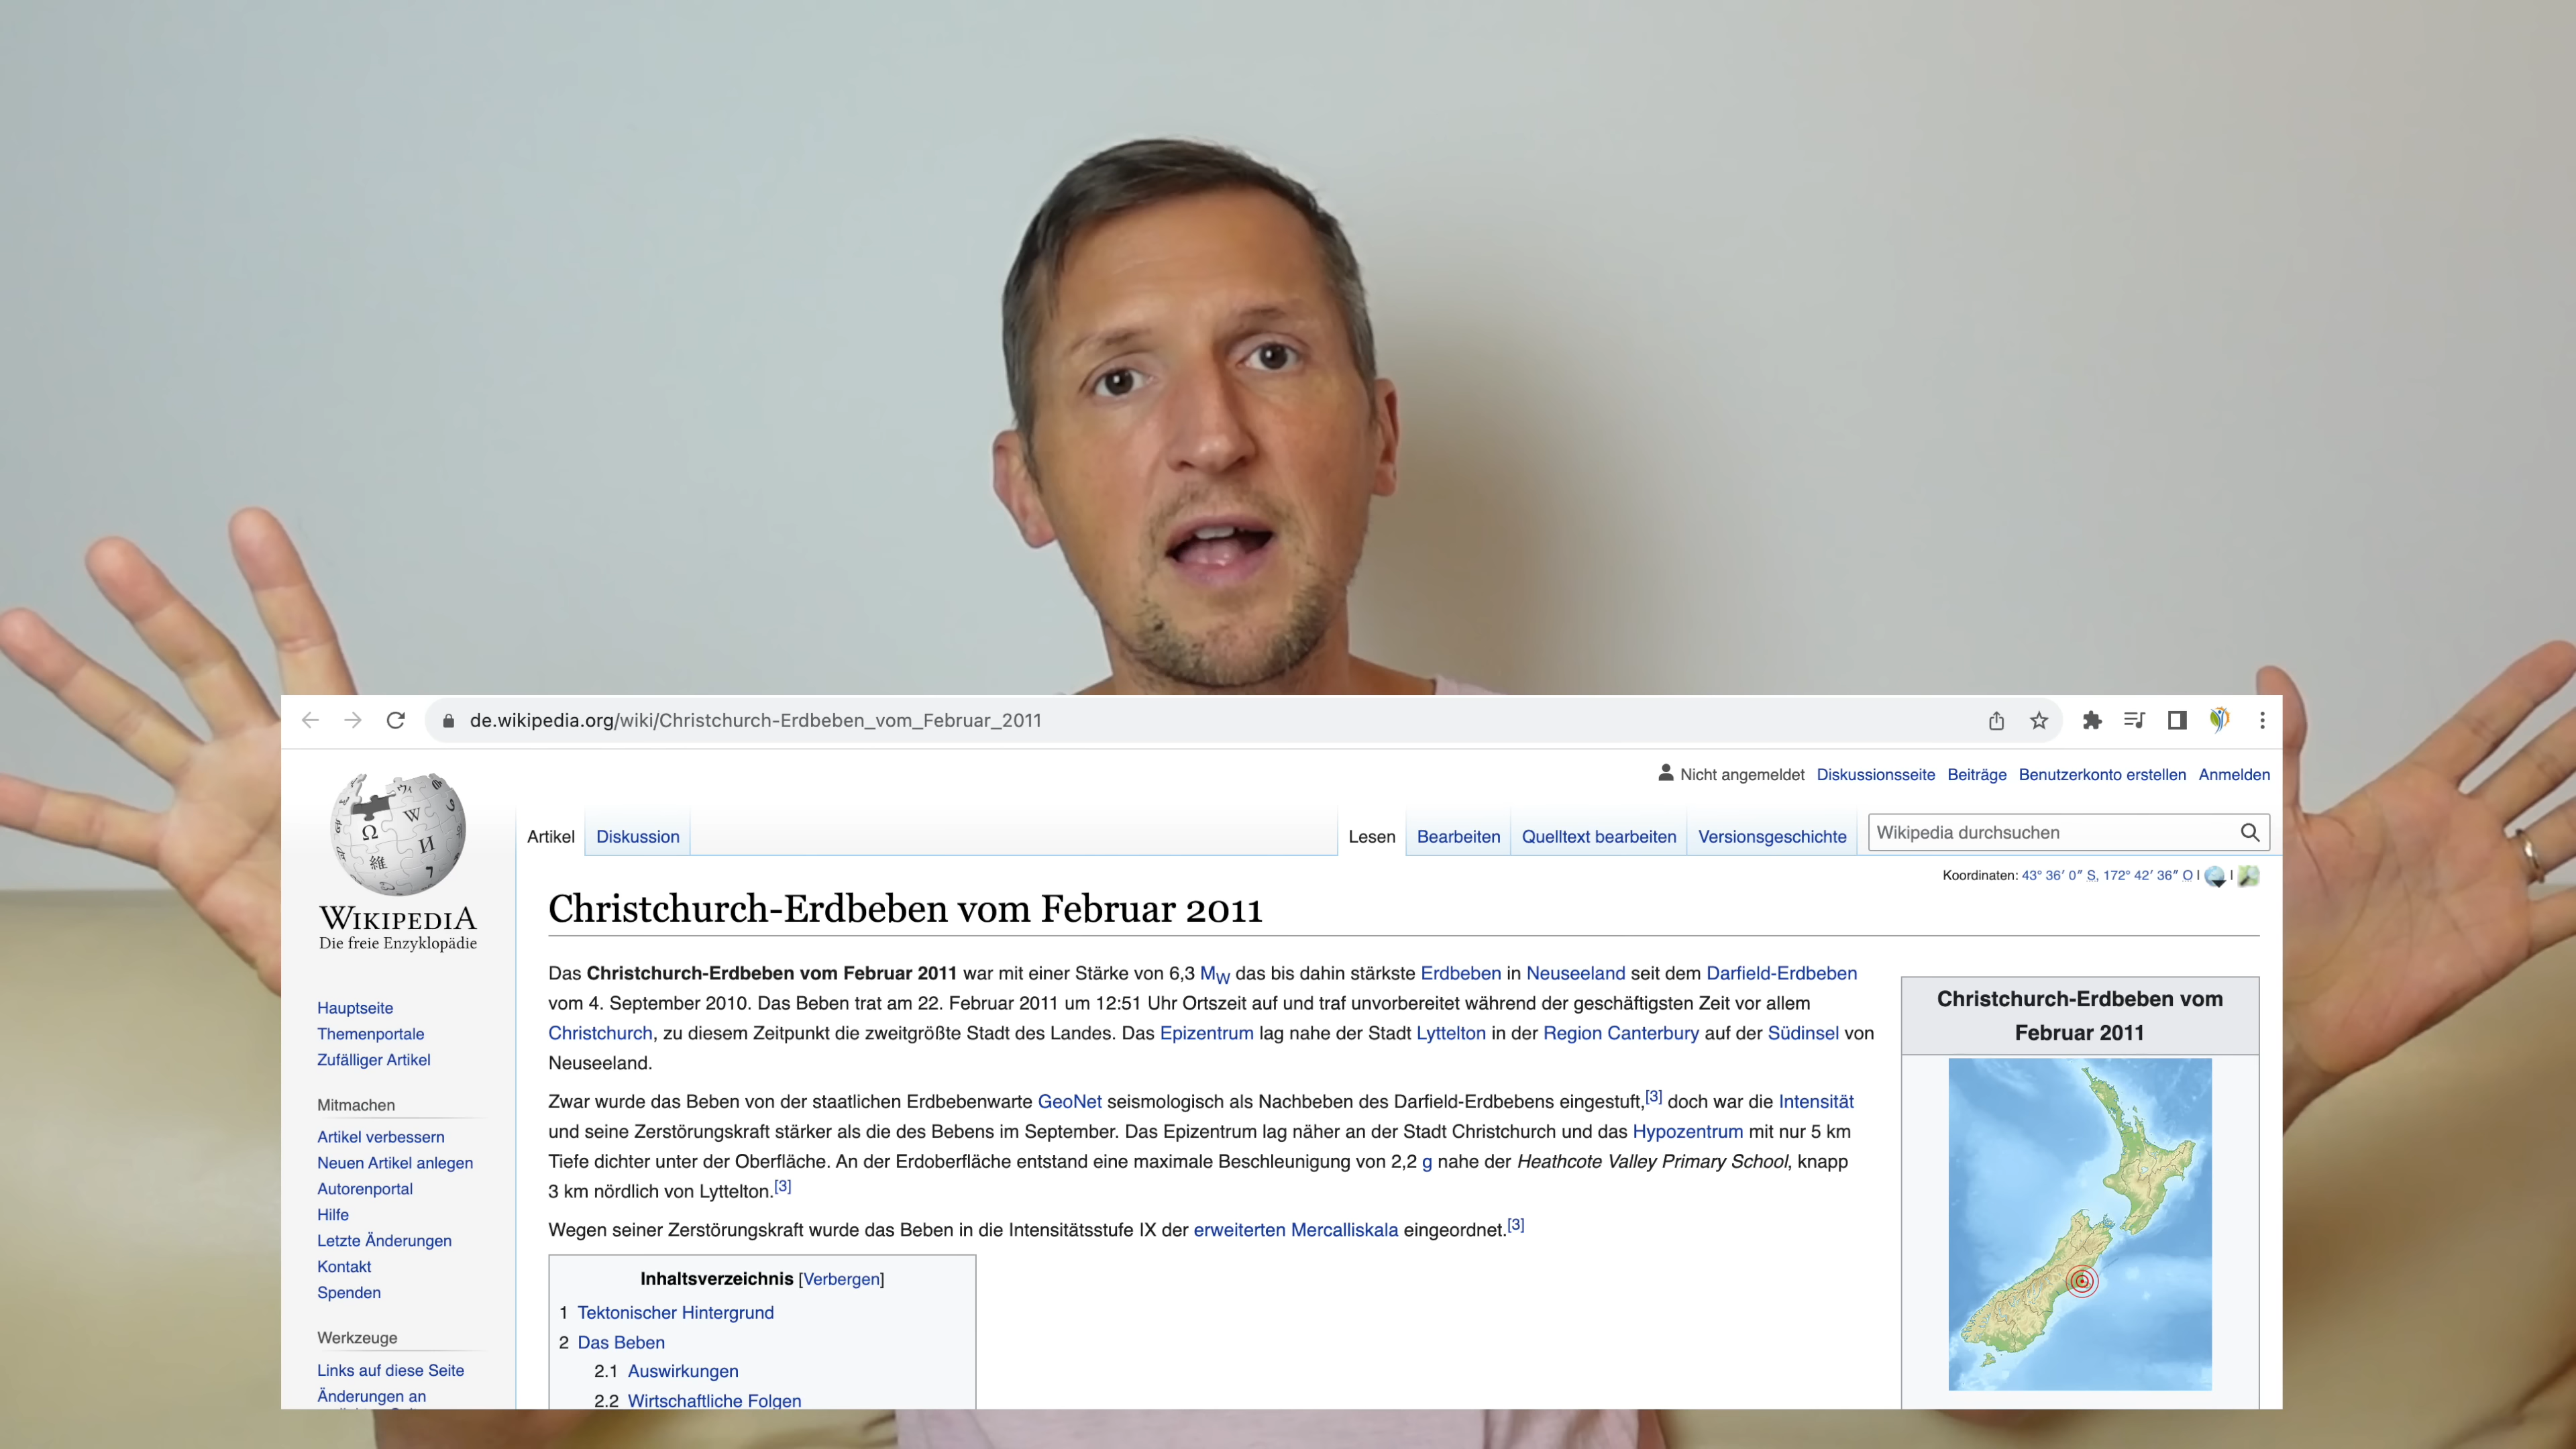 de.wikipedia.org/wiki/Christchurch-Erdbeben_vom_Februar_2011
Nicht angemeldet Diskussionsseite Beiträge Benutzerkonto erstellen Anmelden
Artikel Diskussion Lesen Bearbeiten Quelltext bearbeiten Versionsgeschichte Wikipedia durchsuchen
Koordinaten: 43° 36′ 0″ S, 172° 42′ 36″ O | |
WIKIPEDIA
Die freie Enzyklopädie
Hauptseite
Themenportale
Zufälliger Artikel
Mitmachen
Artikel verbessern
Neuen Artikel anlegen
Autorenportal
Hilfe
Letzte Änderungen
Kontakt
Spenden
Werkzeuge
Links auf diese Seite
Änderungen an
Christchurch-Erdbeben vom Februar 2011
Das Christchurch-Erdbeben vom Februar 2011 war mit einer Stärke von 6,3 MW das bis dahin stärkste Erdbeben in Neuseeland seit dem Darfield-Erdbeben
vom 4. September 2010. Das Beben trat am 22. Februar 2011 um 12:51 Uhr Ortszeit auf und traf unvorbereitet während der geschäftigsten Zeit vor allem
Christchurch, zu diesem Zeitpunkt die zweitgrößte Stadt des Landes. Das Epizentrum lag nahe der Stadt Lyttelton in der Region Canterbury auf der Südinsel von
Neuseeland.
Zwar wurde das Beben von der staatlichen Erdbebenwarte GeoNet seismologisch als Nachbeben des Darfield-Erdbebens eingestuft,[3] doch war die Intensität
und seine Zerstörungskraft stärker als die des Bebens im September. Das Epizentrum lag näher an der Stadt Christchurch und das Hypozentrum mit nur 5 km
Tiefe dichter unter der Oberfläche. An der Erdoberfläche entstand eine maximale Beschleunigung von 2,2 g nahe der Heathcote Valley Primary School, knapp
3 km nördlich von Lyttelton.[3]
Wegen seiner Zerstörungskraft wurde das Beben in die Intensitätsstufe IX der erweiterten Mercalliskala eingeordnet.[3]
Inhaltsverzeichnis [Verbergen]
1 Tektonischer Hintergrund
2 Das Beben
2.1 Auswirkungen
2.2 Wirtschaftliche Folgen
Christchurch-Erdbeben vom
Februar 2011